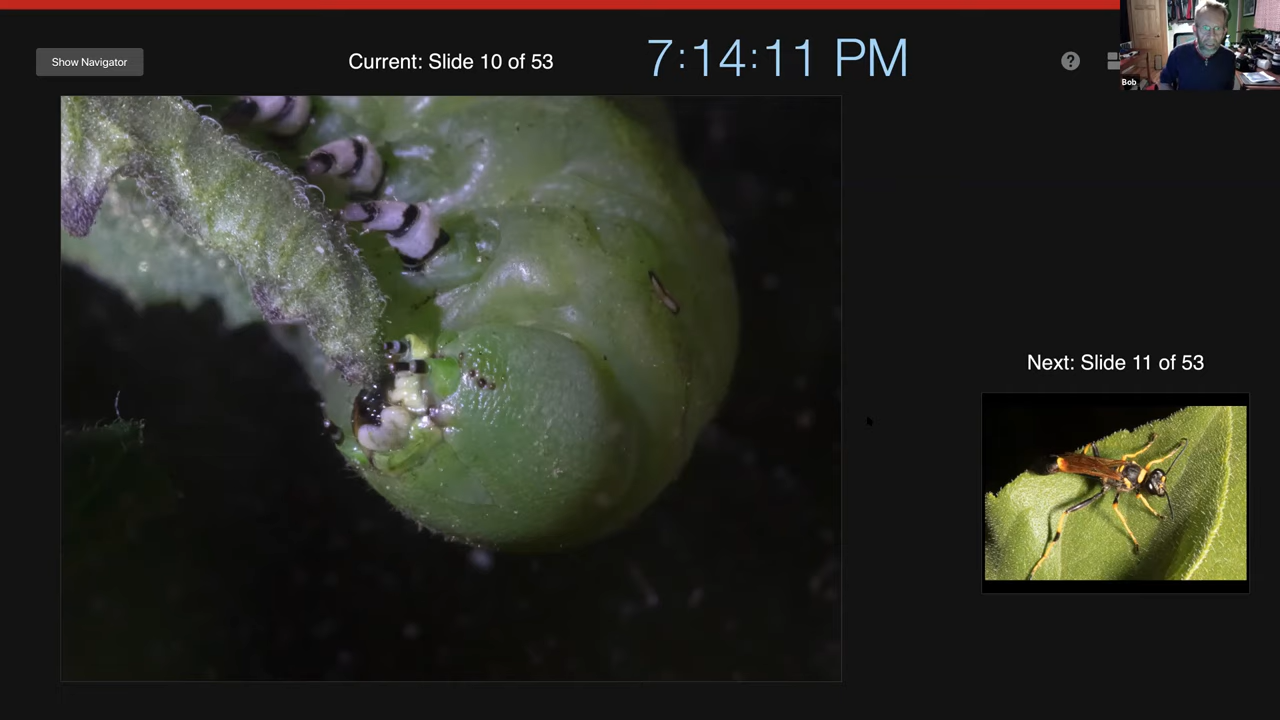 Show Navigator
Current: Slide 10 of 53
7:14:11 PM
Bob
Next: Slide 11 of 53